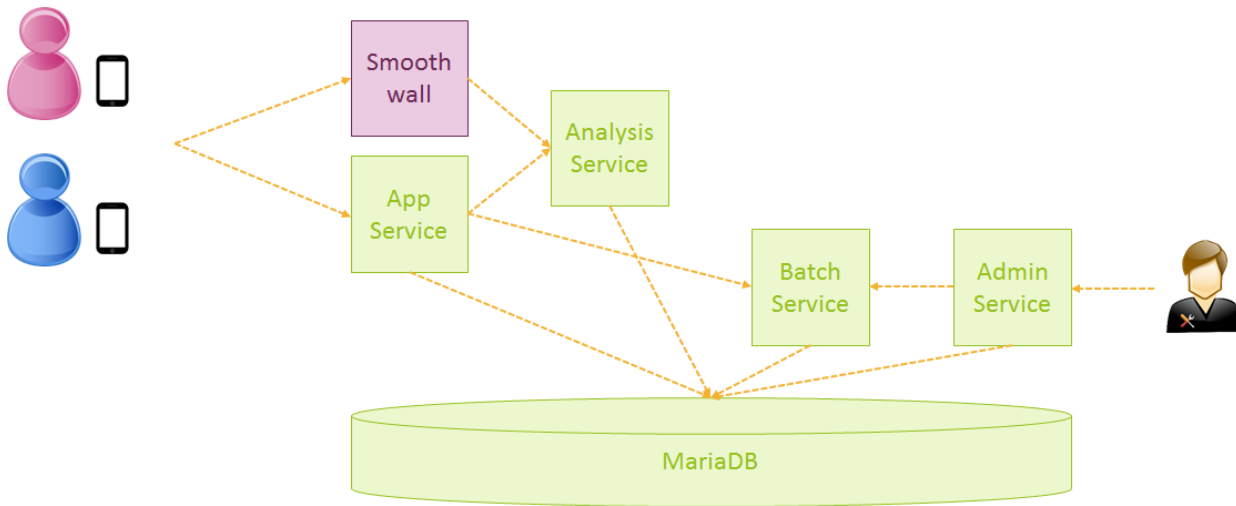 Smooth
wall
Analysis
Service
App
Service
Batch
Service
Admin
Service
MariaDB